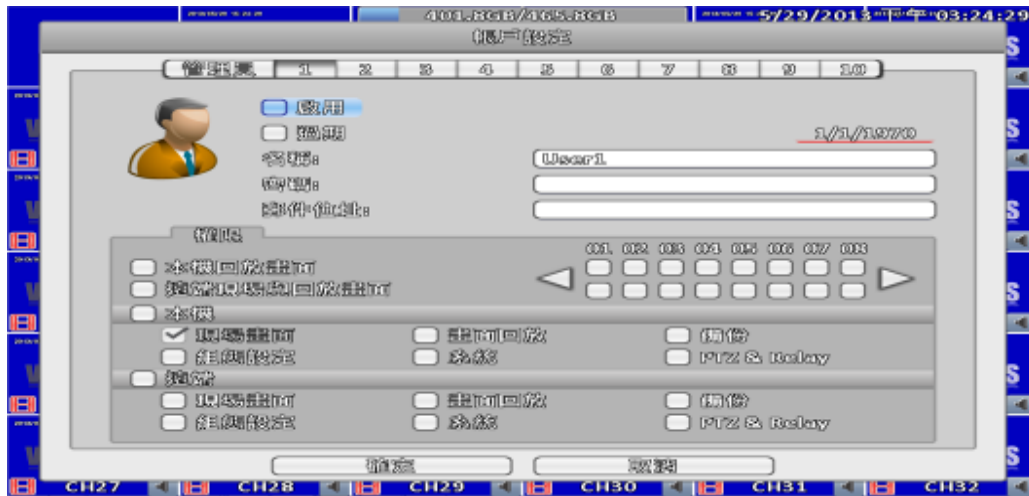 401.8GB/465.8GB
5/29/2013 下午 03:24:29
帳戶設定
管理員 1 2 3 4 5 6 7 8 9 10
啟用
過期 1/1/1970
名稱: User1
密碼:
郵件位址:
權限
01 02 03 04 05 06 07 08
本機回放畫面
遠端現場與回放畫面
本機
現場畫面 畫面回放 備份
組態設定 系統 PTZ & Relay
遠端
現場畫面 畫面回放 備份
組態設定 系統 PTZ & Relay
確定 取消
CH27 CH28 CH29 CH30 CH31 CH32